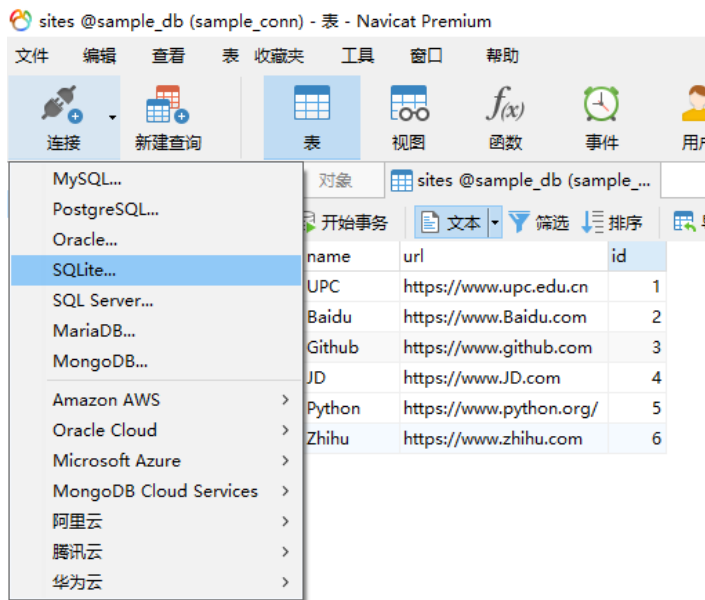 sites @sample_db (sample_conn) - 表 - Navicat Premium
文件 编辑 查看 表 收藏夹 工具 窗口 帮助
f(x)
连接 新建查询 表 视图 函数 事件 用户
MySQL...
PostgreSQL...
Oracle...
SQLite...
SQL Server...
MariaDB...
MongoDB...
Amazon AWS
Oracle Cloud
Microsoft Azure
MongoDB Cloud Services
阿里云
腾讯云
华为云
对象 sites @sample_db (sample_...
开始事务 文本 筛选 排序
name url id
UPC https://www.upc.edu.cn 1
Baidu https://www.Baidu.com 2
Github https://www.github.com 3
JD https://www.JD.com 4
Python https://www.python.org/ 5
Zhihu https://www.zhihu.com 6